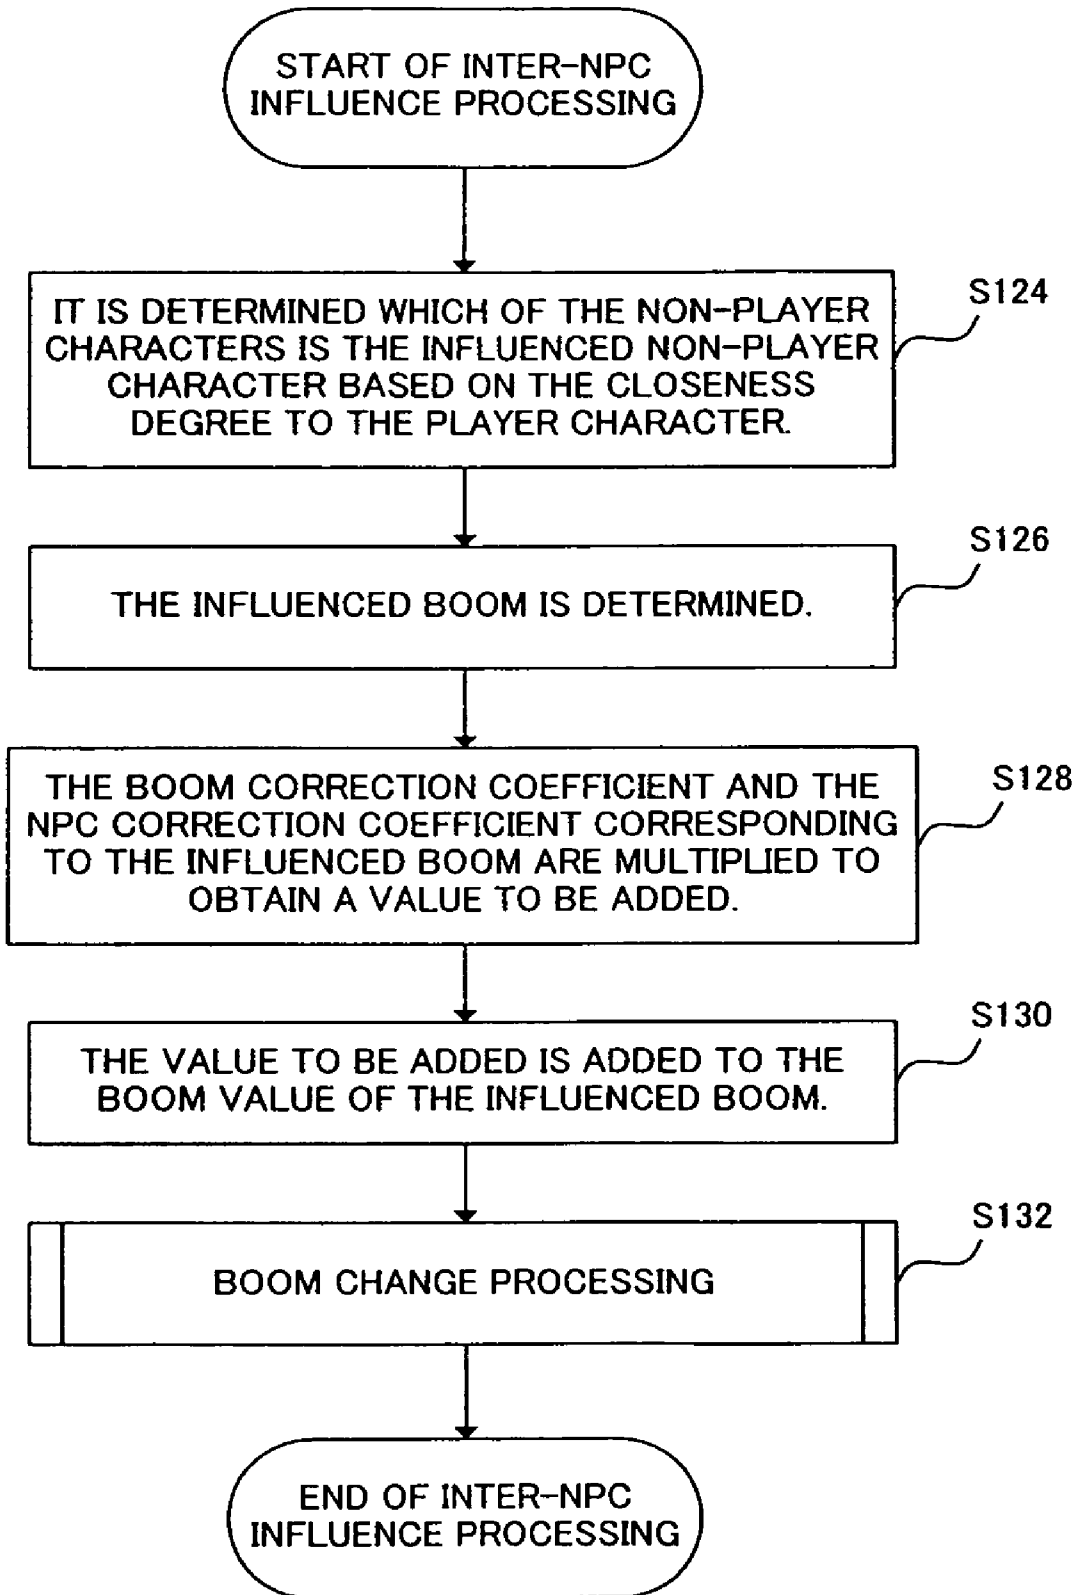 START OF INTER-NPC
INFLUENCE PROCESSING
S124
IT IS DETERMINED WHICH OF THE NON-PLAYER
CHARACTERS IS THE INFLUENCED NON-PLAYER
CHARACTER BASED ON THE CLOSENESS
DEGREE TO THE PLAYER CHARACTER.
S126
THE INFLUENCED BOOM IS DETERMINED.
S128
THE BOOM CORRECTION COEFFICIENT AND THE
NPC CORRECTION COEFFICIENT CORRESPONDING
TO THE INFLUENCED BOOM ARE MULTIPLIED TO
OBTAIN A VALUE TO BE ADDED.
S130
THE VALUE TO BE ADDED IS ADDED TO THE
BOOM VALUE OF THE INFLUENCED BOOM.
S132
BOOM CHANGE PROCESSING
END OF INTER-NPC
INFLUENCE PROCESSING